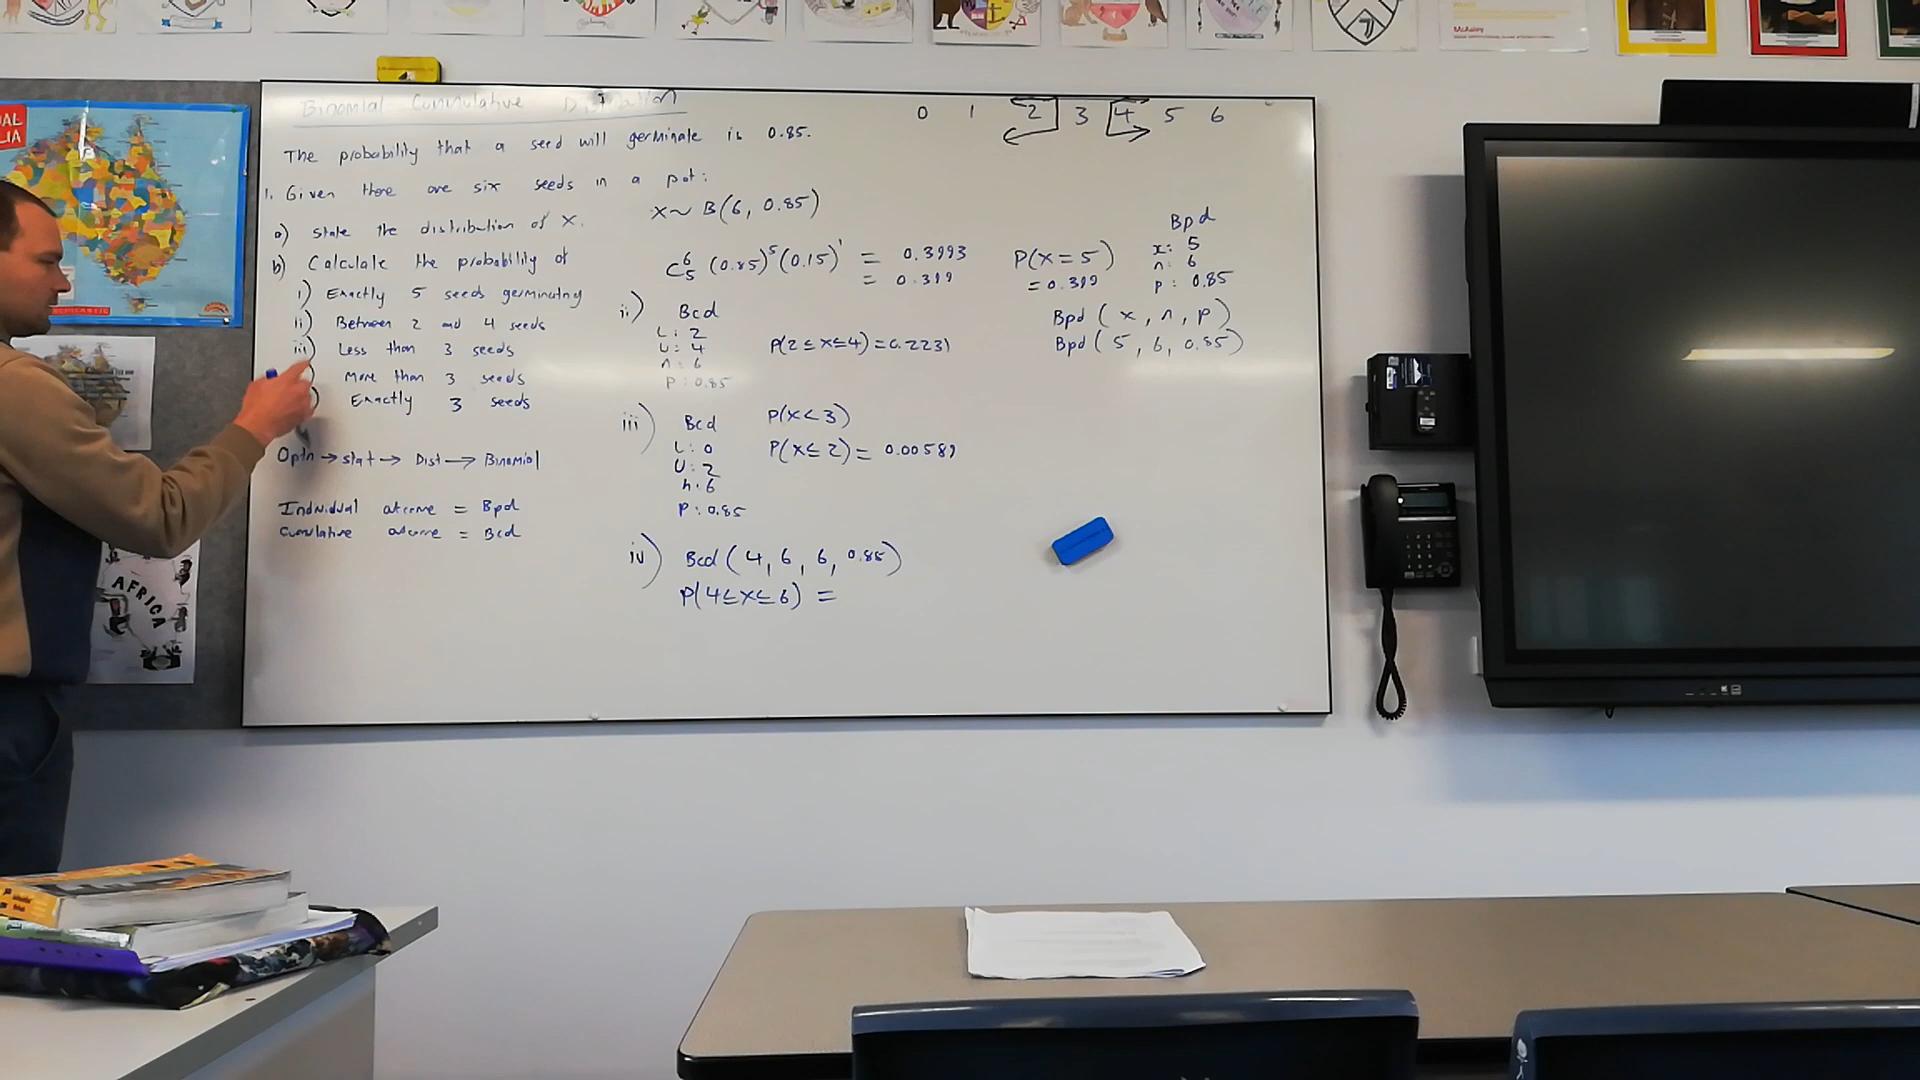 Binomial Cummulative
The probability that a seed will germinate is 0.85.
1. Given there are six seeds in a pot:
a) State the distribution of X.
b) Calculate the probability of
i) Exactly 5 seeds germinating
ii) Between 2 and 4 seeds
iii) Less than 3 seeds
More than 3 seeds
Exactly 3 seeds
Optn → stat → Dist → Binomial
Individual outcome = Bpd
Cumulative outcome = Bcd
X ~ B(6, 0.85)
C⁶₅ (0.85)⁵(0.15)¹ = 0.3993
= 0.399
ii) Bcd
L: 2
U: 4
n: 6
p: 0.85
P(2≤X≤4) = 0.2231
iii) Bcd
L: 0
U: 2
n: 6
P: 0.85
P(X<3)
P(X≤2) = 0.00589
iv) Bcd (4, 6, 6, 0.85)
P(4≤X≤6) =
0 1 2 3 4 5 6
P(X=5)
= 0.399
Bpd
x: 5
n: 6
p: 0.85
Bpd (x, n, p)
Bpd (5, 6, 0.85)
AFRICA
McAuley